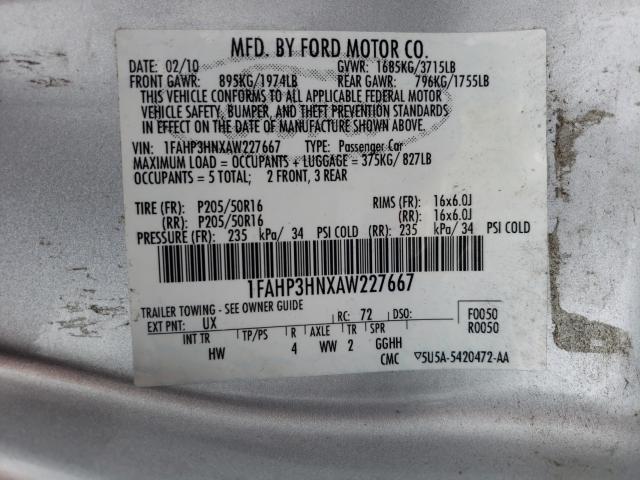 MFD. BY FORD MOTOR CO.
DATE: 02/10 GVWR: 1685KG/3715LB
FRONT GAWR: 895KG/1974LB REAR GAWR: 796KG/1755LB
THIS VEHICLE CONFORMS TO ALL APPLICABLE FEDERAL MOTOR
VEHICLE SAFETY, BUMPER, AND THEFT PREVENTION STANDARDS
IN EFFECT ON THE DATE OF MANUFACTURE SHOWN ABOVE.
VIN: 1FAHP3HNXAW227667 TYPE: Passenger Car
MAXIMUM LOAD = OCCUPANTS + LUGGAGE = 375KG/ 827LB
OCCUPANTS = 5 TOTAL; 2 FRONT, 3 REAR
TIRE (FR): P205/50R16 RIMS (FR): 16x6.0J
(RR): P205/50R16 (RR): 16x6.0J
PRESSURE (FR): 235 kPa/ 34 PSI COLD (RR): 235 kPa/ 34 PSI COLD
1FAHP3HNXAW227667
TRAILER TOWING - SEE OWNER GUIDE
EXT PNT: UX RC: 72 DSO: F0050
R0050
INT TR TP/PS R AXLE TR SPR
HW 4 WW 2 GGHH
CMC ▽5U5A-5420472-AA